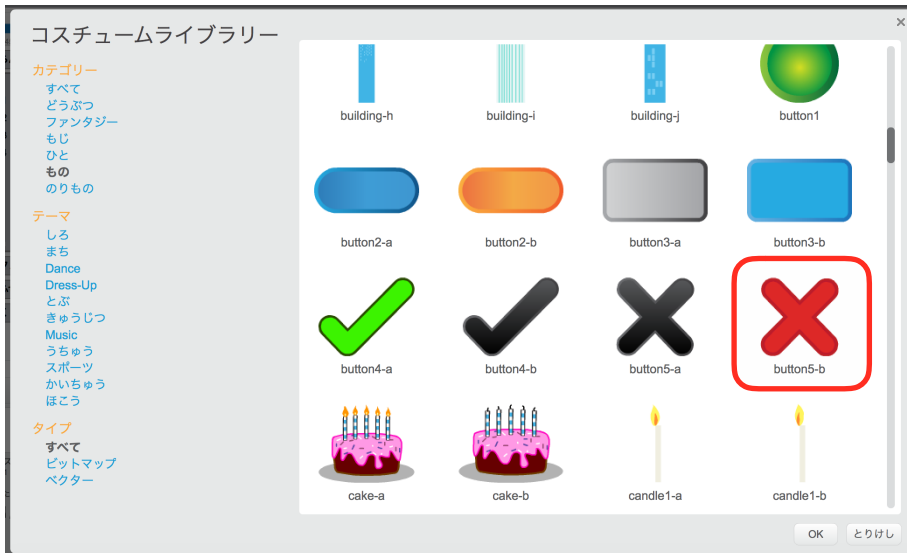 コスチュームライブラリー
×
カテゴリー
すべて
どうぶつ
ファンタジー
もじ
ひと
もの
のりもの
テーマ
しろ
まち
Dance
Dress-Up
とぶ
きゅうじつ
Music
うちゅう
スポーツ
かいちゅう
ほこう
タイプ
すべて
ビットマップ
ベクター
building-h building-i building-j button1
button2-a button2-b button3-a button3-b
button4-a button4-b button5-a button5-b
cake-a cake-b candle1-a candle1-b
OK とりけし